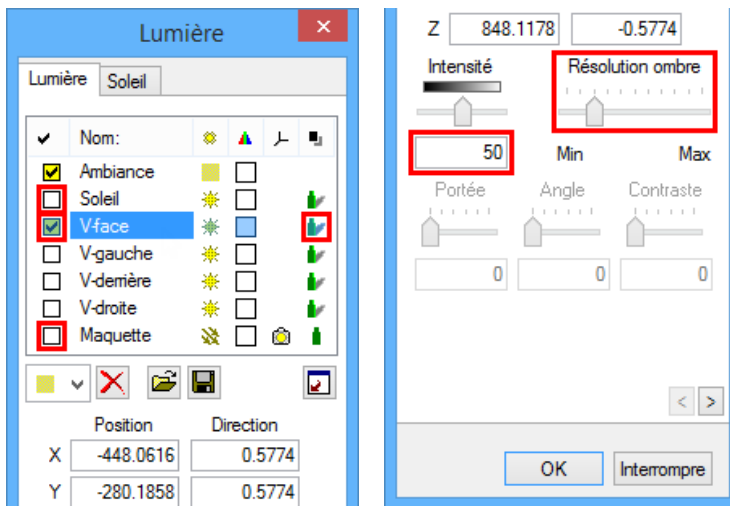 Lumière
Lumière Soleil
Nom:
Ambiance
Soleil
V-face
V-gauche
V-derrière
V-droite
Maquette
Position Direction
X -448.0616 0.5774
Y -280.1858 0.5774
Z 848.1178 -0.5774
Intensité Résolution ombre
50 Min Max
Portée Angle Contraste
0 0 0
< >
OK Interrompre